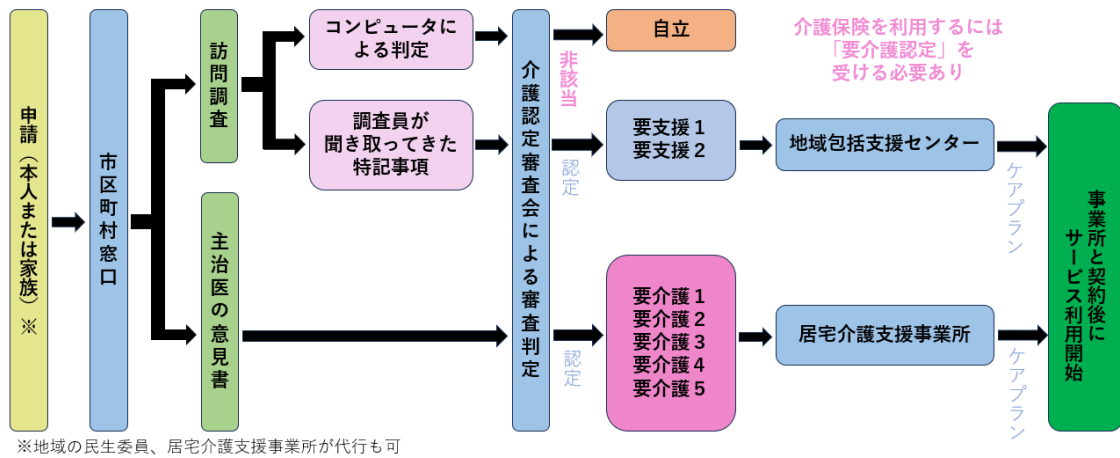 申請（本人または家族）※
市区町村窓口
訪問調査
主治医の意見書
コンピュータに
よる判定
調査員が
聞き取ってきた
特記事項
介護認定審査会による審査判定
非該当
認定
認定
自立
要支援１
要支援２
要介護１
要介護２
要介護３
要介護４
要介護５
介護保険を利用するには
「要介護認定」を
受ける必要あり
地域包括支援センター
居宅介護支援事業所
ケアプラン
ケアプラン
事業所と契約後に
サービス利用開始
※地域の民生委員、居宅介護支援事業所が代行も可